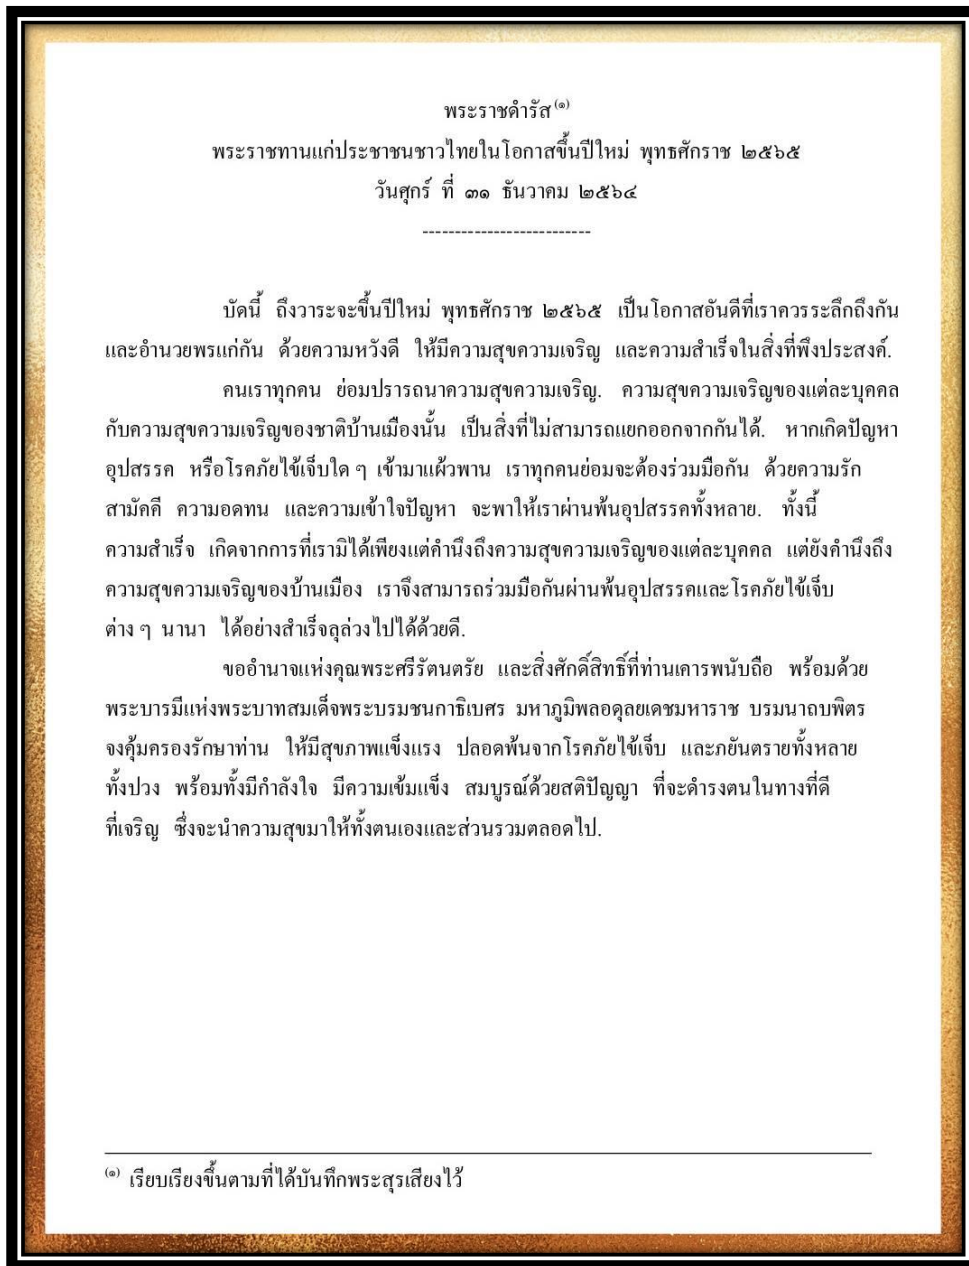 พระราชดำรัส(๑)
พระราชทานแก่ประชาชนชาวไทยในโอกาสขึ้นปีใหม่ พุทธศักราช ๒๕๖๕
วันศุกร์ ที่ ๓๑ ธันวาคม ๒๕๖๔
--------------------------
บัดนี้ ถึงวาระจะขึ้นปีใหม่ พุทธศักราช ๒๕๖๕ เป็นโอกาสอันดีที่เราควรระลึกถึงกัน
และอำนวยพรแก่กัน ด้วยความหวังดี ให้มีความสุขความเจริญ และความสำเร็จในสิ่งที่พึงประสงค์.
คนเราทุกคน ย่อมปรารถนาความสุขความเจริญ. ความสุขความเจริญของแต่ละบุคคล
กับความสุขความเจริญของชาติบ้านเมืองนั้น เป็นสิ่งที่ไม่สามารถแยกออกจากกันได้. หากเกิดปัญหา
อุปสรรค หรือโรคภัยไข้เจ็บใด ๆ เข้ามาแผ้วพาน เราทุกคนย่อมจะต้องร่วมมือกัน ด้วยความรัก
สามัคคี ความอดทน และความเข้าใจปัญหา จะพาให้เราผ่านพ้นอุปสรรคทั้งหลาย. ทั้งนี้
ความสำเร็จ เกิดจากการที่เรามิได้เพียงแต่คำนึงถึงความสุขความเจริญของแต่ละบุคคล แต่ยังคำนึงถึง
ความสุขความเจริญของบ้านเมือง เราจึงสามารถร่วมมือกันผ่านพ้นอุปสรรคและโรคภัยไข้เจ็บ
ต่าง ๆ นานา ได้อย่างสำเร็จลุล่วงไปได้ด้วยดี.
ขออำนาจแห่งคุณพระศรีรัตนตรัย และสิ่งศักดิ์สิทธิ์ที่ท่านเคารพนับถือ พร้อมด้วย
พระบารมีแห่งพระบาทสมเด็จพระบรมชนกาธิเบศร มหาภูมิพลอดุลยเดชมหาราช บรมนาถบพิตร
จงคุ้มครองรักษาท่าน ให้มีสุขภาพแข็งแรง ปลอดพ้นจากโรคภัยไข้เจ็บ และภยันตรายทั้งหลาย
ทั้งปวง พร้อมทั้งมีกำลังใจ มีความเข้มแข็ง สมบูรณ์ด้วยสติปัญญา ที่จะดำรงตนในทางที่ดี
ที่เจริญ ซึ่งจะนำความสุขมาให้ทั้งตนเองและส่วนรวมตลอดไป.
(๑) เรียบเรียงขึ้นตามที่ได้บันทึกพระสุรเสียงไว้